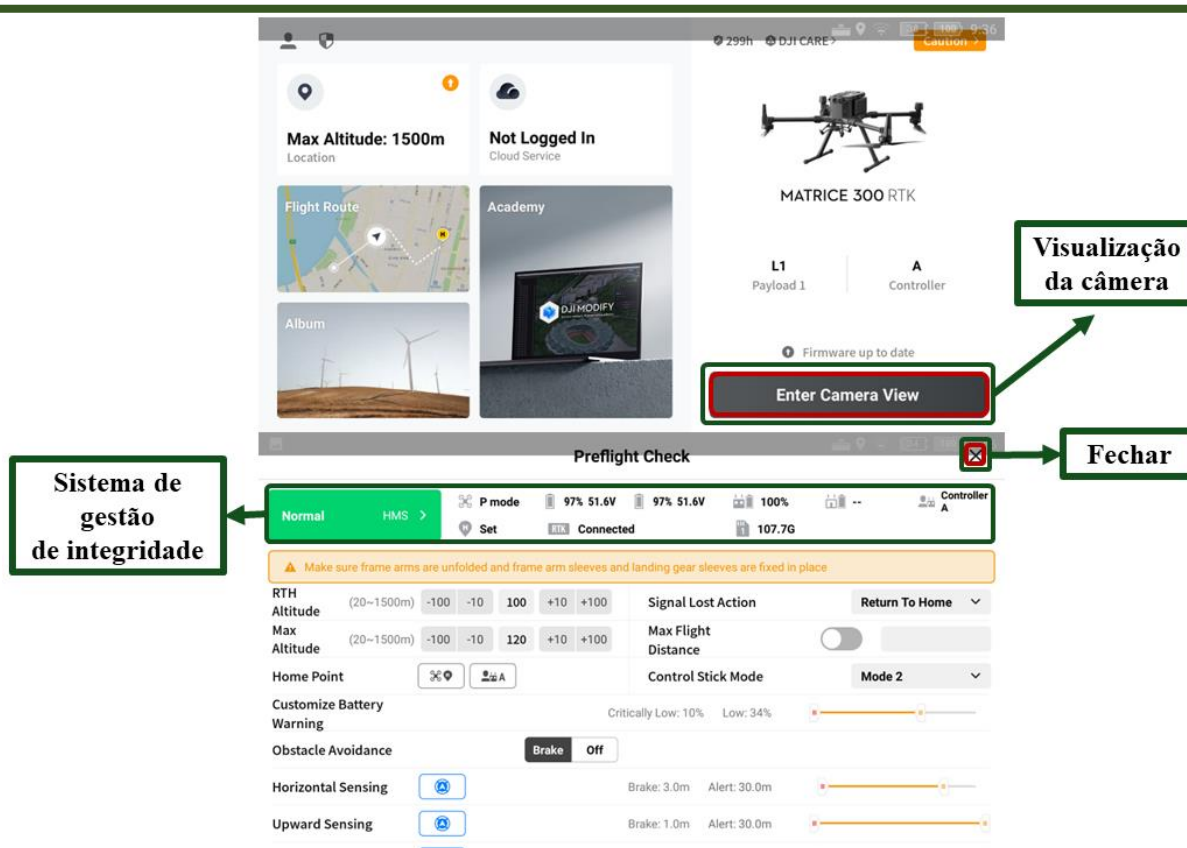 299h DJI CARE >
Caution >
100 9:36
Max Altitude: 1500m
Location
Not Logged In
Cloud Service
Flight Route
H
Academy
DJI MODIFY
Album
MATRICE 300 RTK
L1
Payload 1
A
Controller
Firmware up to date
Enter Camera View
Visualização
da câmera
Preflight Check
Fechar
Sistema de
gestão
de integridade
Normal HMS >
P mode 97% 51.6V 97% 51.6V 100% -- Controller
A
H Set RTK Connected 1 107.7G
Make sure frame arms are unfolded and frame arm sleeves and landing gear sleeves are fixed in place
RTH
Altitude (20~1500m) -100 -10 100 +10 +100 Signal Lost Action Return To Home
Max
Altitude (20~1500m) -100 -10 120 +10 +100 Max Flight
Distance
Home Point A Control Stick Mode Mode 2
Customize Battery
Warning Critically Low: 10% Low: 34%
Obstacle Avoidance Brake Off
Horizontal Sensing A Brake: 3.0m Alert: 30.0m
Upward Sensing A Brake: 1.0m Alert: 30.0m